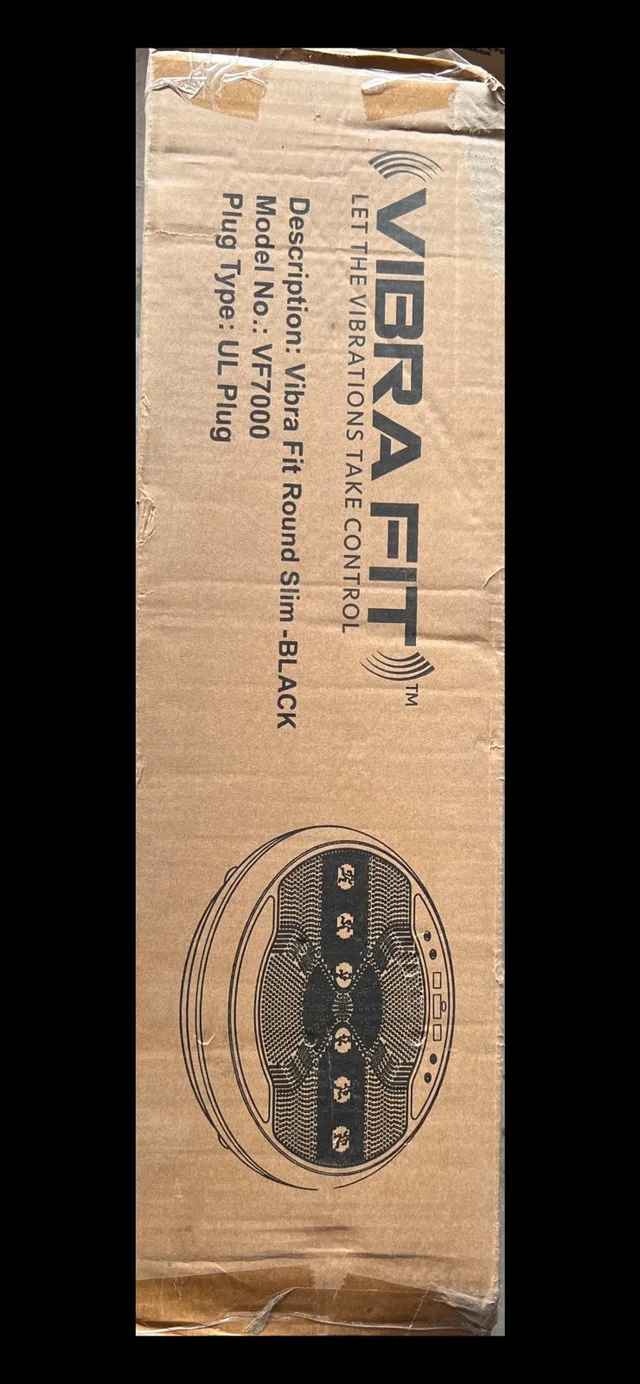 VIBRA FIT™
LET THE VIBRATIONS TAKE CONTROL
Description: Vibra Fit Round Slim -BLACK
Model No.: VF7000
Plug Type: UL Plug